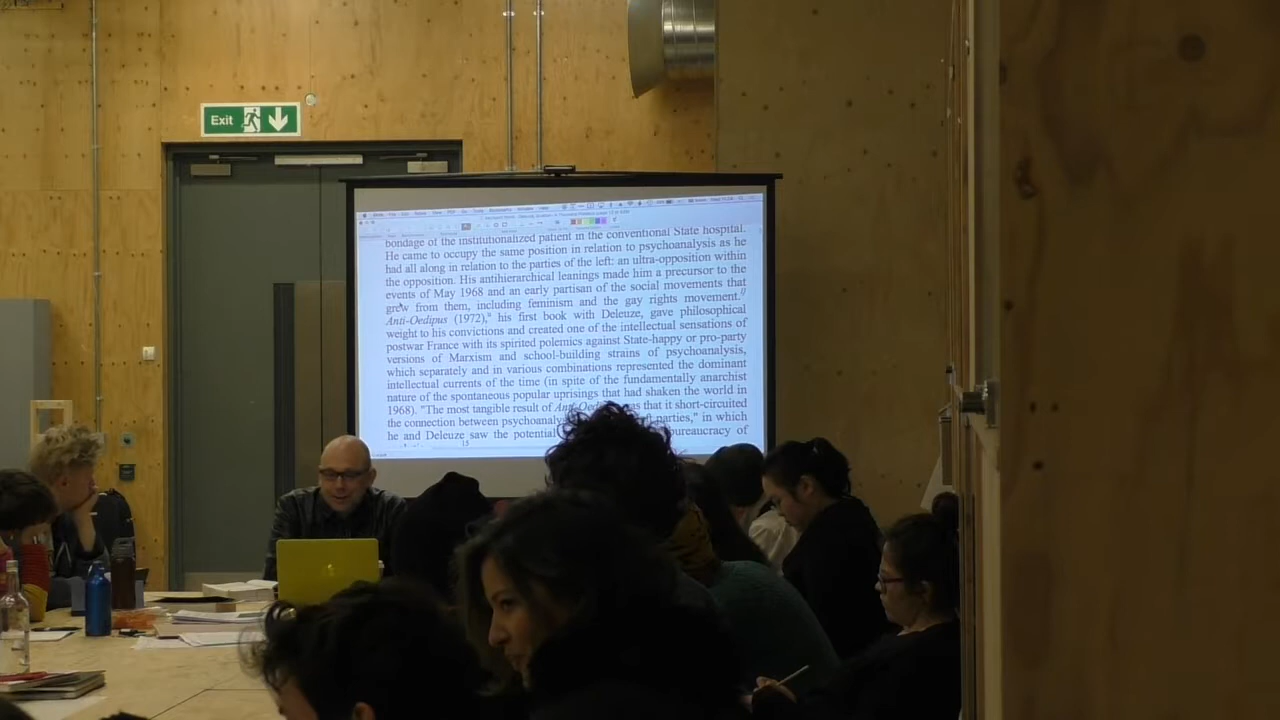 Exit
bondage of the institutionalized patient in the conventional State hospital.
He came to occupy the same position in relation to psychoanalysis as he
had all along in relation to the parties of the left: an ultra-opposition within
the opposition. His antihierarchical leanings made him a precursor to the
events of May 1968 and an early partisan of the social movements that
grew from them, including feminism and the gay rights movement.
Anti-Oedipus (1972), his first book with Deleuze, gave philosophical
weight to his convictions and created one of the intellectual sensations of
postwar France with its spirited polemics against State-happy or pro-party
versions of Marxism and school-building strains of psychoanalysis,
which separately and in various combinations represented the dominant
intellectual currents of the time (in spite of the fundamentally anarchist
nature of the spontaneous popular uprisings that had shaken the world in
1968). "The most tangible result of that it short-circuited
the connection between parties," in which
he and Deleuze saw the potential bureaucracy of
15